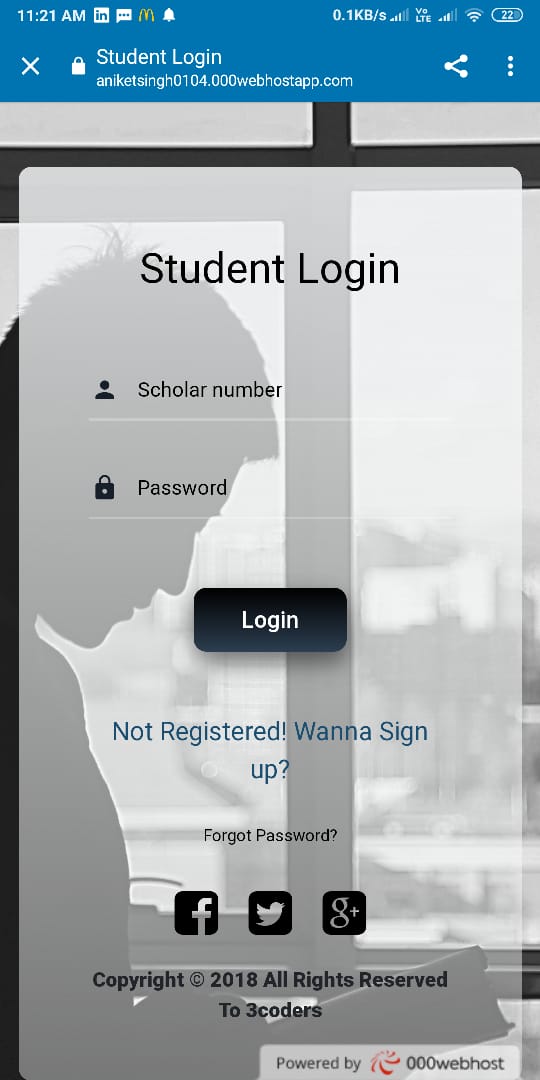 11:21 AM 0.1KB/s Vo LTE 22
Student Login
aniketsingh0104.000webhostapp.com
Student Login
Scholar number
Password
Login
Not Registered! Wanna Sign
up?
Forgot Password?
Copyright © 2018 All Rights Reserved
To 3coders
Powered by 000webhost